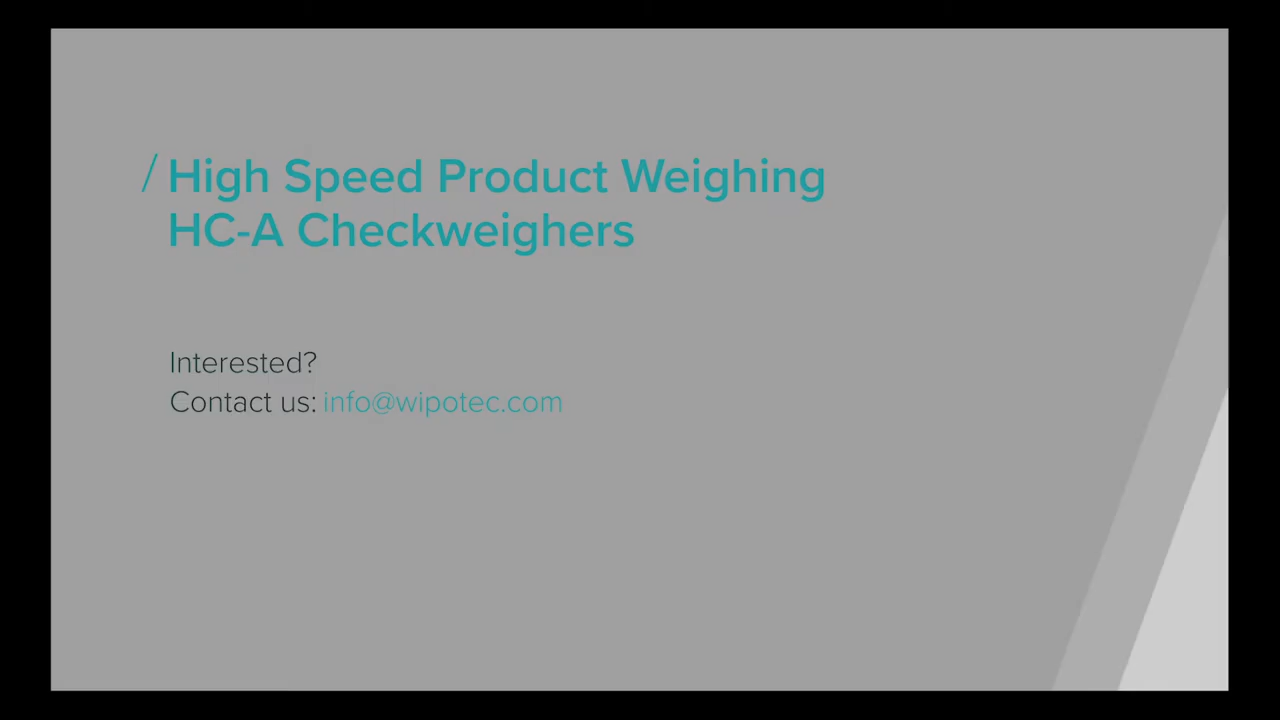 / High Speed Product Weighing
HC-A Checkweighers
Interested?
Contact us: info@wipotec.com